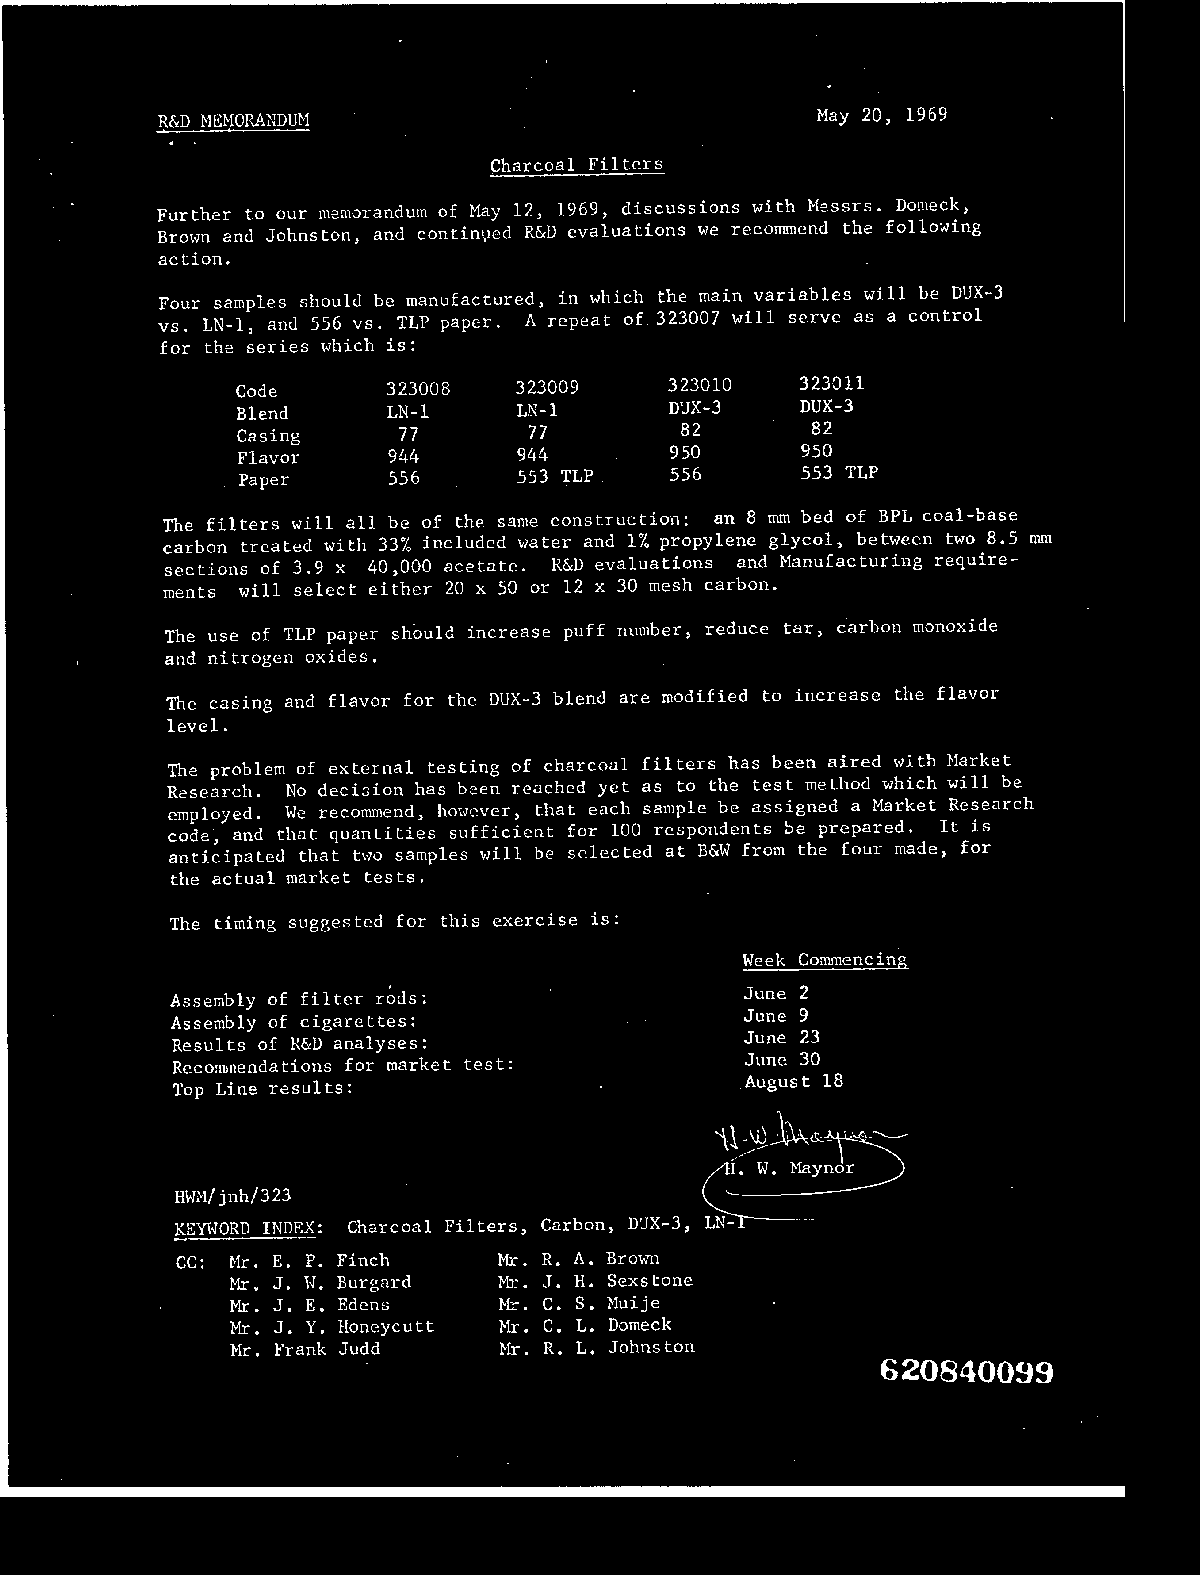 R&D MEMORANDUM May 20, 1969
Charcoal Filters
Further to our memorandum of May 12, 1969, discussions with Messrs. Domeck,
Brown and Johnston, and continued R&D evaluations we recommend the following
action.
Four samples should be manufactured, in which the main variables will be DUX-3
vs. LN-1, and 556 vs. TLP paper. A repeat of 323007 will serve as a control
for the series which is:
Code 323008 323009 323010 323011
Blend LN-1 LN-1 DUX-3 DUX-3
Casing 77 77 82 82
Flavor 944 944 950 950
Paper 556 553 TLP 556 553 TLP
The filters will all be of the same construction: an 8 mm bed of BPL coal-base
carbon treated with 33% included water and 1% propylene glycol, between two 8.5 mm
sections of 3.9 x 40,000 acetate. R&D evaluations and Manufacturing require-
ments will select either 20 x 50 or 12 x 30 mesh carbon.
The use of TLP paper should increase puff number, reduce tar, carbon monoxide
and nitrogen oxides.
The casing and flavor for the DUX-3 blend are modified to increase the flavor
level.
The problem of external testing of charcoal filters has been aired with Market
Research. No decision has been reached yet as to the test method which will be
employed. We recommend, however, that each sample be assigned a Market Research
code, and that quantities sufficient for 100 respondents be prepared. It is
anticipated that two samples will be selected at B&W from the four made, for
the actual market tests.
The timing suggested for this exercise is:
Week Commencing
Assembly of filter rods: June 2
Assembly of cigarettes: June 9
Results of R&D analyses: June 23
Recommendations for market test: June 30
Top Line results: August 18
H. W. Maynor
H. W. Maynor
HWM/jnh/323
KEYWORD INDEX: Charcoal Filters, Carbon, DUX-3, LN-1
CC: Mr. E. P. Finch Mr. R. A. Brown
Mr. J. W. Burgard Mr. J. H. Sexstone
Mr. J. E. Edens Mr. C. S. Muije
Mr. J. Y. Honeycutt Mr. C. L. Domeck
Mr. Frank Judd Mr. R. L. Johnston
620840099